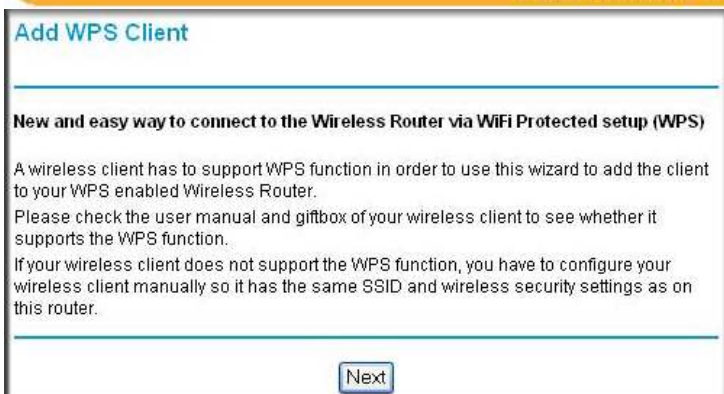 Add WPS Client
New and easy way to connect to the Wireless Router via WiFi Protected setup (WPS)
A wireless client has to support WPS function in order to use this wizard to add the client
to your WPS enabled Wireless Router.
Please check the user manual and giftbox of your wireless client to see whether it
supports the WPS function.
If your wireless client does not support the WPS function, you have to configure your
wireless client manually so it has the same SSID and wireless security settings as on
this router.
Next